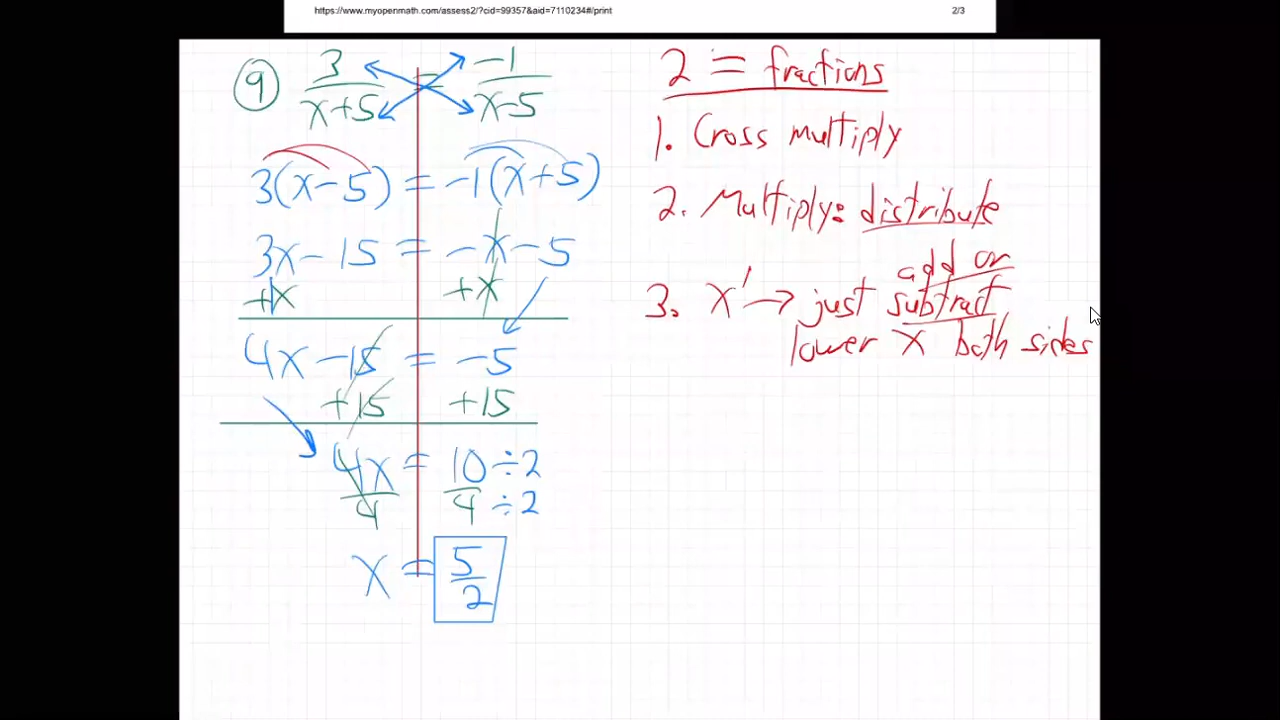 https://www.myopenmath.com/assess2/?cid=99357&aid=7110234#/print 2/3
9 3/(x+5) = -1/(x-5)
3(x-5) = -1(x+5)
3x-15 = -x-5
+1x +x
4x-15 = -5
+15 +15
4x/4 = 10÷2/4÷2
x = 5/2
2 = fractions
1. Cross multiply
2. Multiply: distribute
add or
3. x' → just subtract
lower x both sides